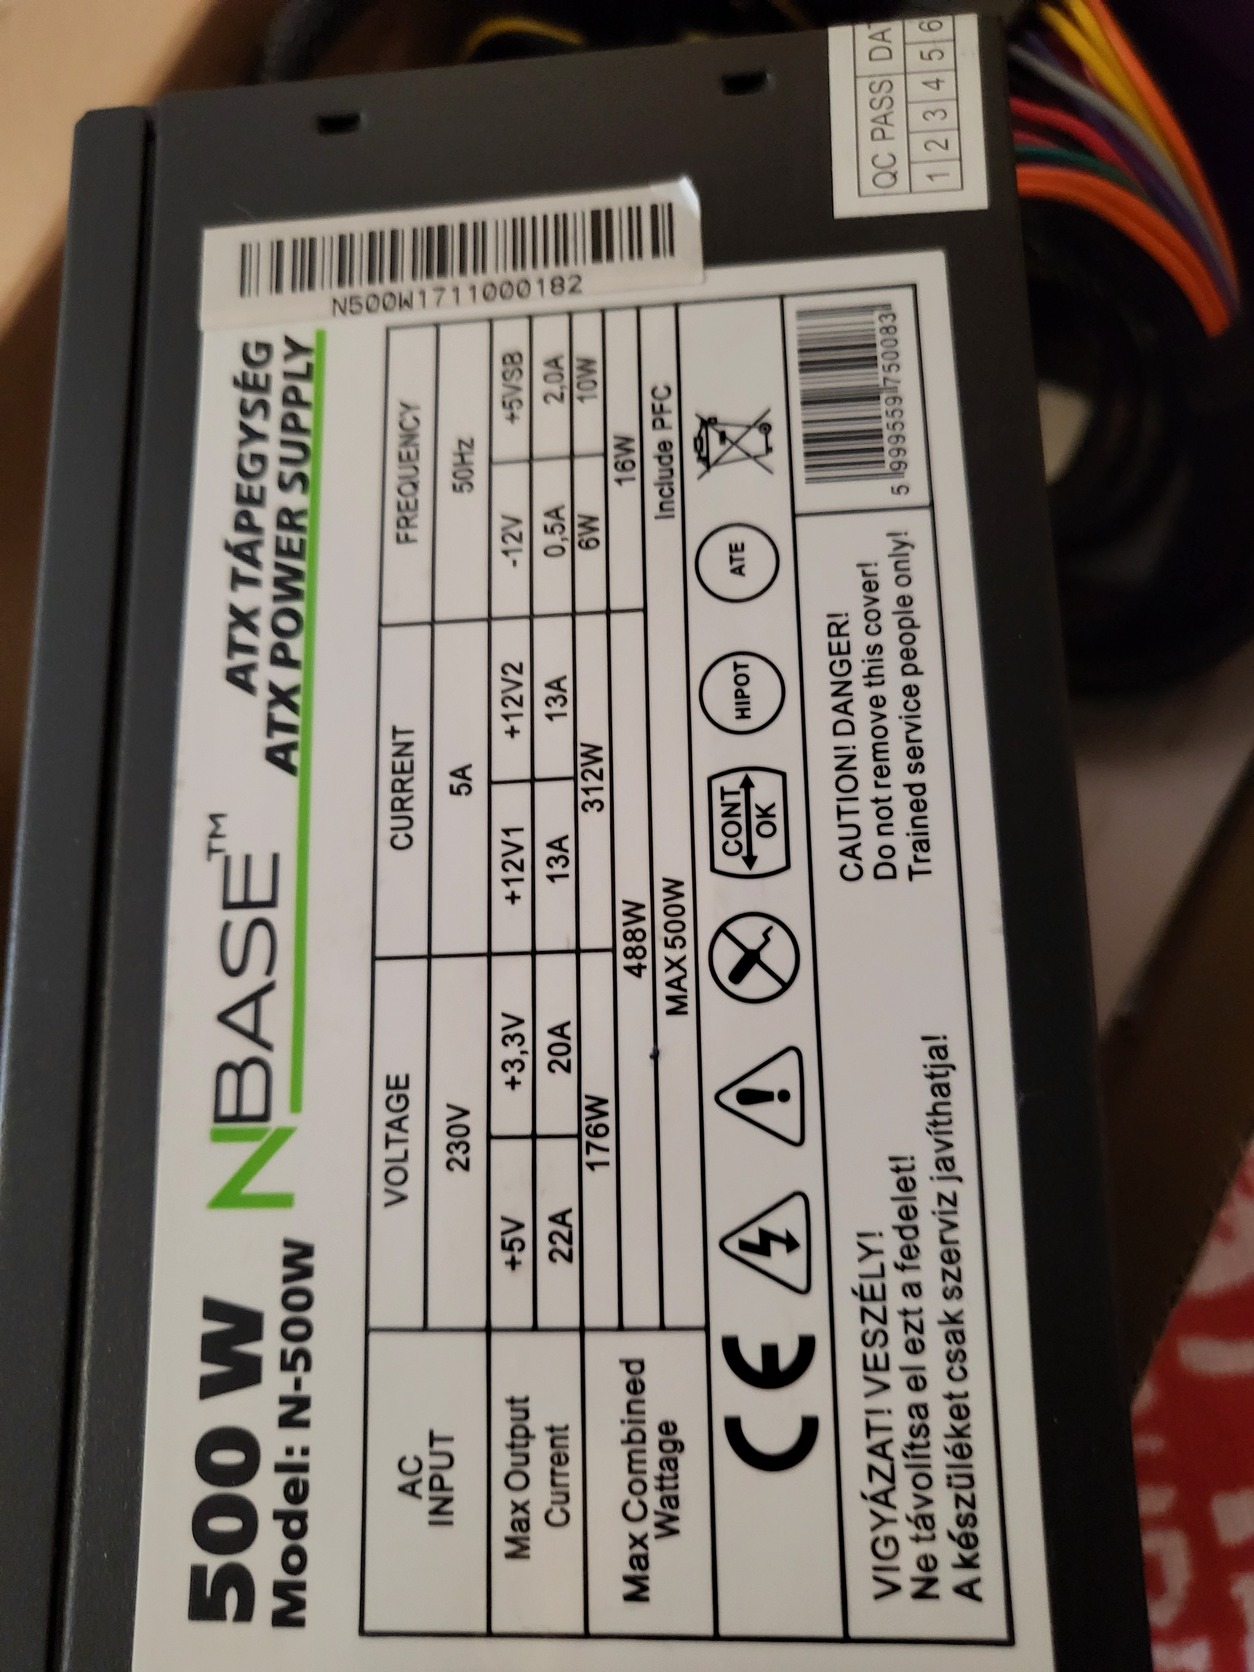 500 W
Model: N-500W
NBASE™
ATX TÁPEGYSÉG
ATX POWER SUPPLY
N500W1711000182
QC PASS DA
1 2 3 4 5 6
AC INPUT
VOLTAGE CURRENT FREQUENCY
230V 5A 50Hz
Max Output Current
+5V +3,3V +12V1 +12V2 -12V +5VSB
22A 20A 13A 13A 0,5A 2,0A
Max Combined Wattage
176W 312W 6W 10W
488W 16W
MAX 500W Include PFC
CE
CONT OK
HIPOT
ATE
VIGYÁZAT! VESZÉLY!
Ne távolítsa el ezt a fedelet!
A készüléket csak szerviz javíthatja!
CAUTION! DANGER!
Do not remove this cover!
Trained service people only!
5 999559 750083